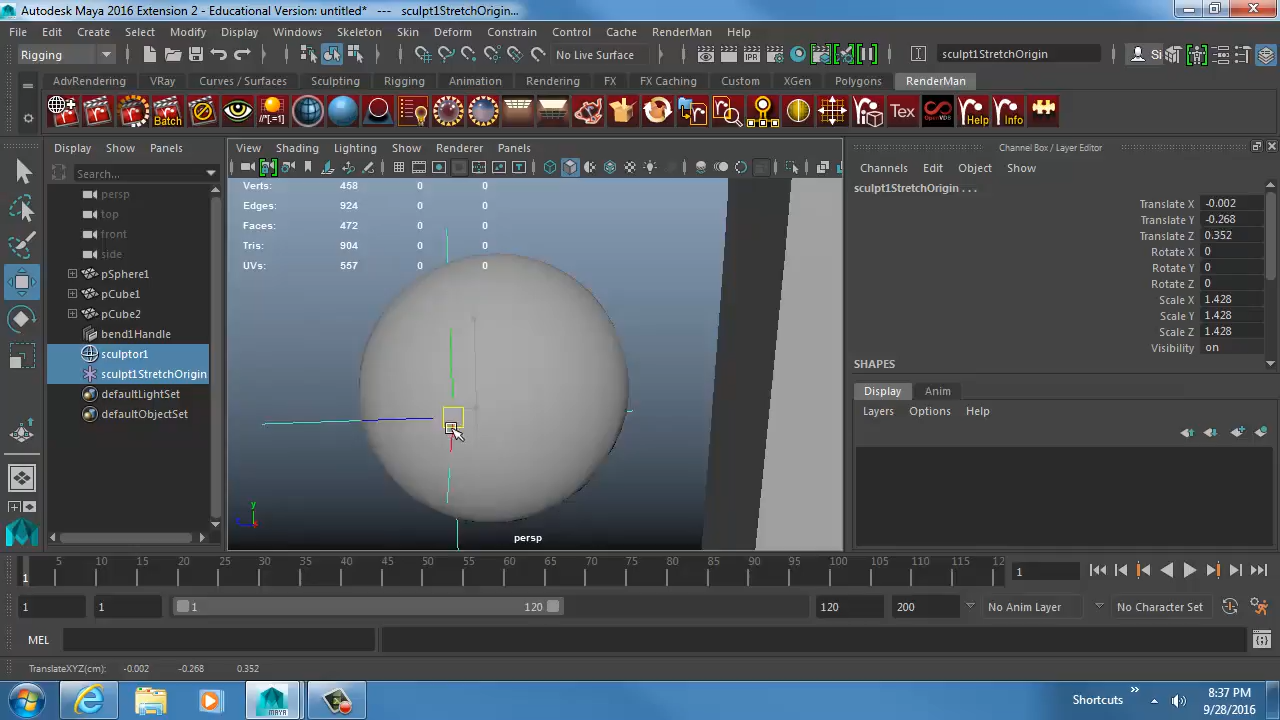 Autodesk Maya 2016 Extension 2 - Educational Version: untitled* --- sculpt1StretchOrigin...
File Edit Create Select Modify Display Windows Skeleton Skin Deform Constrain Control Cache RenderMan Help
Rigging No Live Surface sculpt1StretchOrigin Si
AdvRendering VRay Curves / Surfaces Sculpting Rigging Animation Rendering FX FX Caching Custom XGen Polygons RenderMan
Batch //*[..=1] Tex OpenVDB Help Info
Display Show Panels
View Shading Lighting Show Renderer Panels
Channel Box / Layer Editor
Channels Edit Object Show
Search...
persp
top
front
side
pSphere1
pCube1
pCube2
bend1Handle
sculptor1
sculpt1StretchOrigin
defaultLightSet
defaultObjectSet
Verts: 458 0 0
Edges: 924 0 0
Faces: 472 0 0
Tris: 904 0 0
UVs: 557 0 0
y
persp
sculpt1StretchOrigin . . .
Translate X -0.002
Translate Y -0.268
Translate Z 0.352
Rotate X 0
Rotate Y 0
Rotate Z 0
Scale X 1.428
Scale Y 1.428
Scale Z 1.428
Visibility on
SHAPES
Display Anim
Layers Options Help
1 5 10 15 20 25 30 35 40 45 50 55 60 65 70 75 80 85 90 95 100 105 110 115 12
1
1 1 1 120 120 200 No Anim Layer No Character Set
MEL
TranslateXYZ(cm): -0.002 -0.268 0.352
MAYA
Shortcuts
8:37 PM
9/28/2016